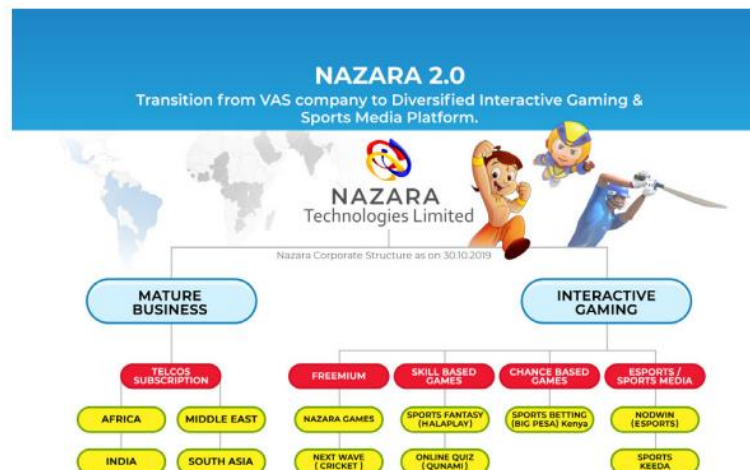 NAZARA 2.0
Transition from VAS company to Diversified Interactive Gaming &
Sports Media Platform.
NAZARA
Technologies Limited
Nazara Corporate Structure as on 30.10.2019
MATURE
BUSINESS
INTERACTIVE
GAMING
TELCOS
SUBSCRIPTION
FREEMIUM
SKILL BASED
GAMES
CHANCE BASED
GAMES
ESPORTS /
SPORTS MEDIA
AFRICA
MIDDLE EAST
NAZARA GAMES
SPORTS FANTASY
(HALAPLAY)
SPORTS BETTING
(BIG PESA) Kenya
NODWIN
(ESPORTS)
INDIA
SOUTH ASIA
NEXT WAVE
( CRICKET )
ONLINE QUIZ
(QUNAMI)
SPORTS
KEEDA